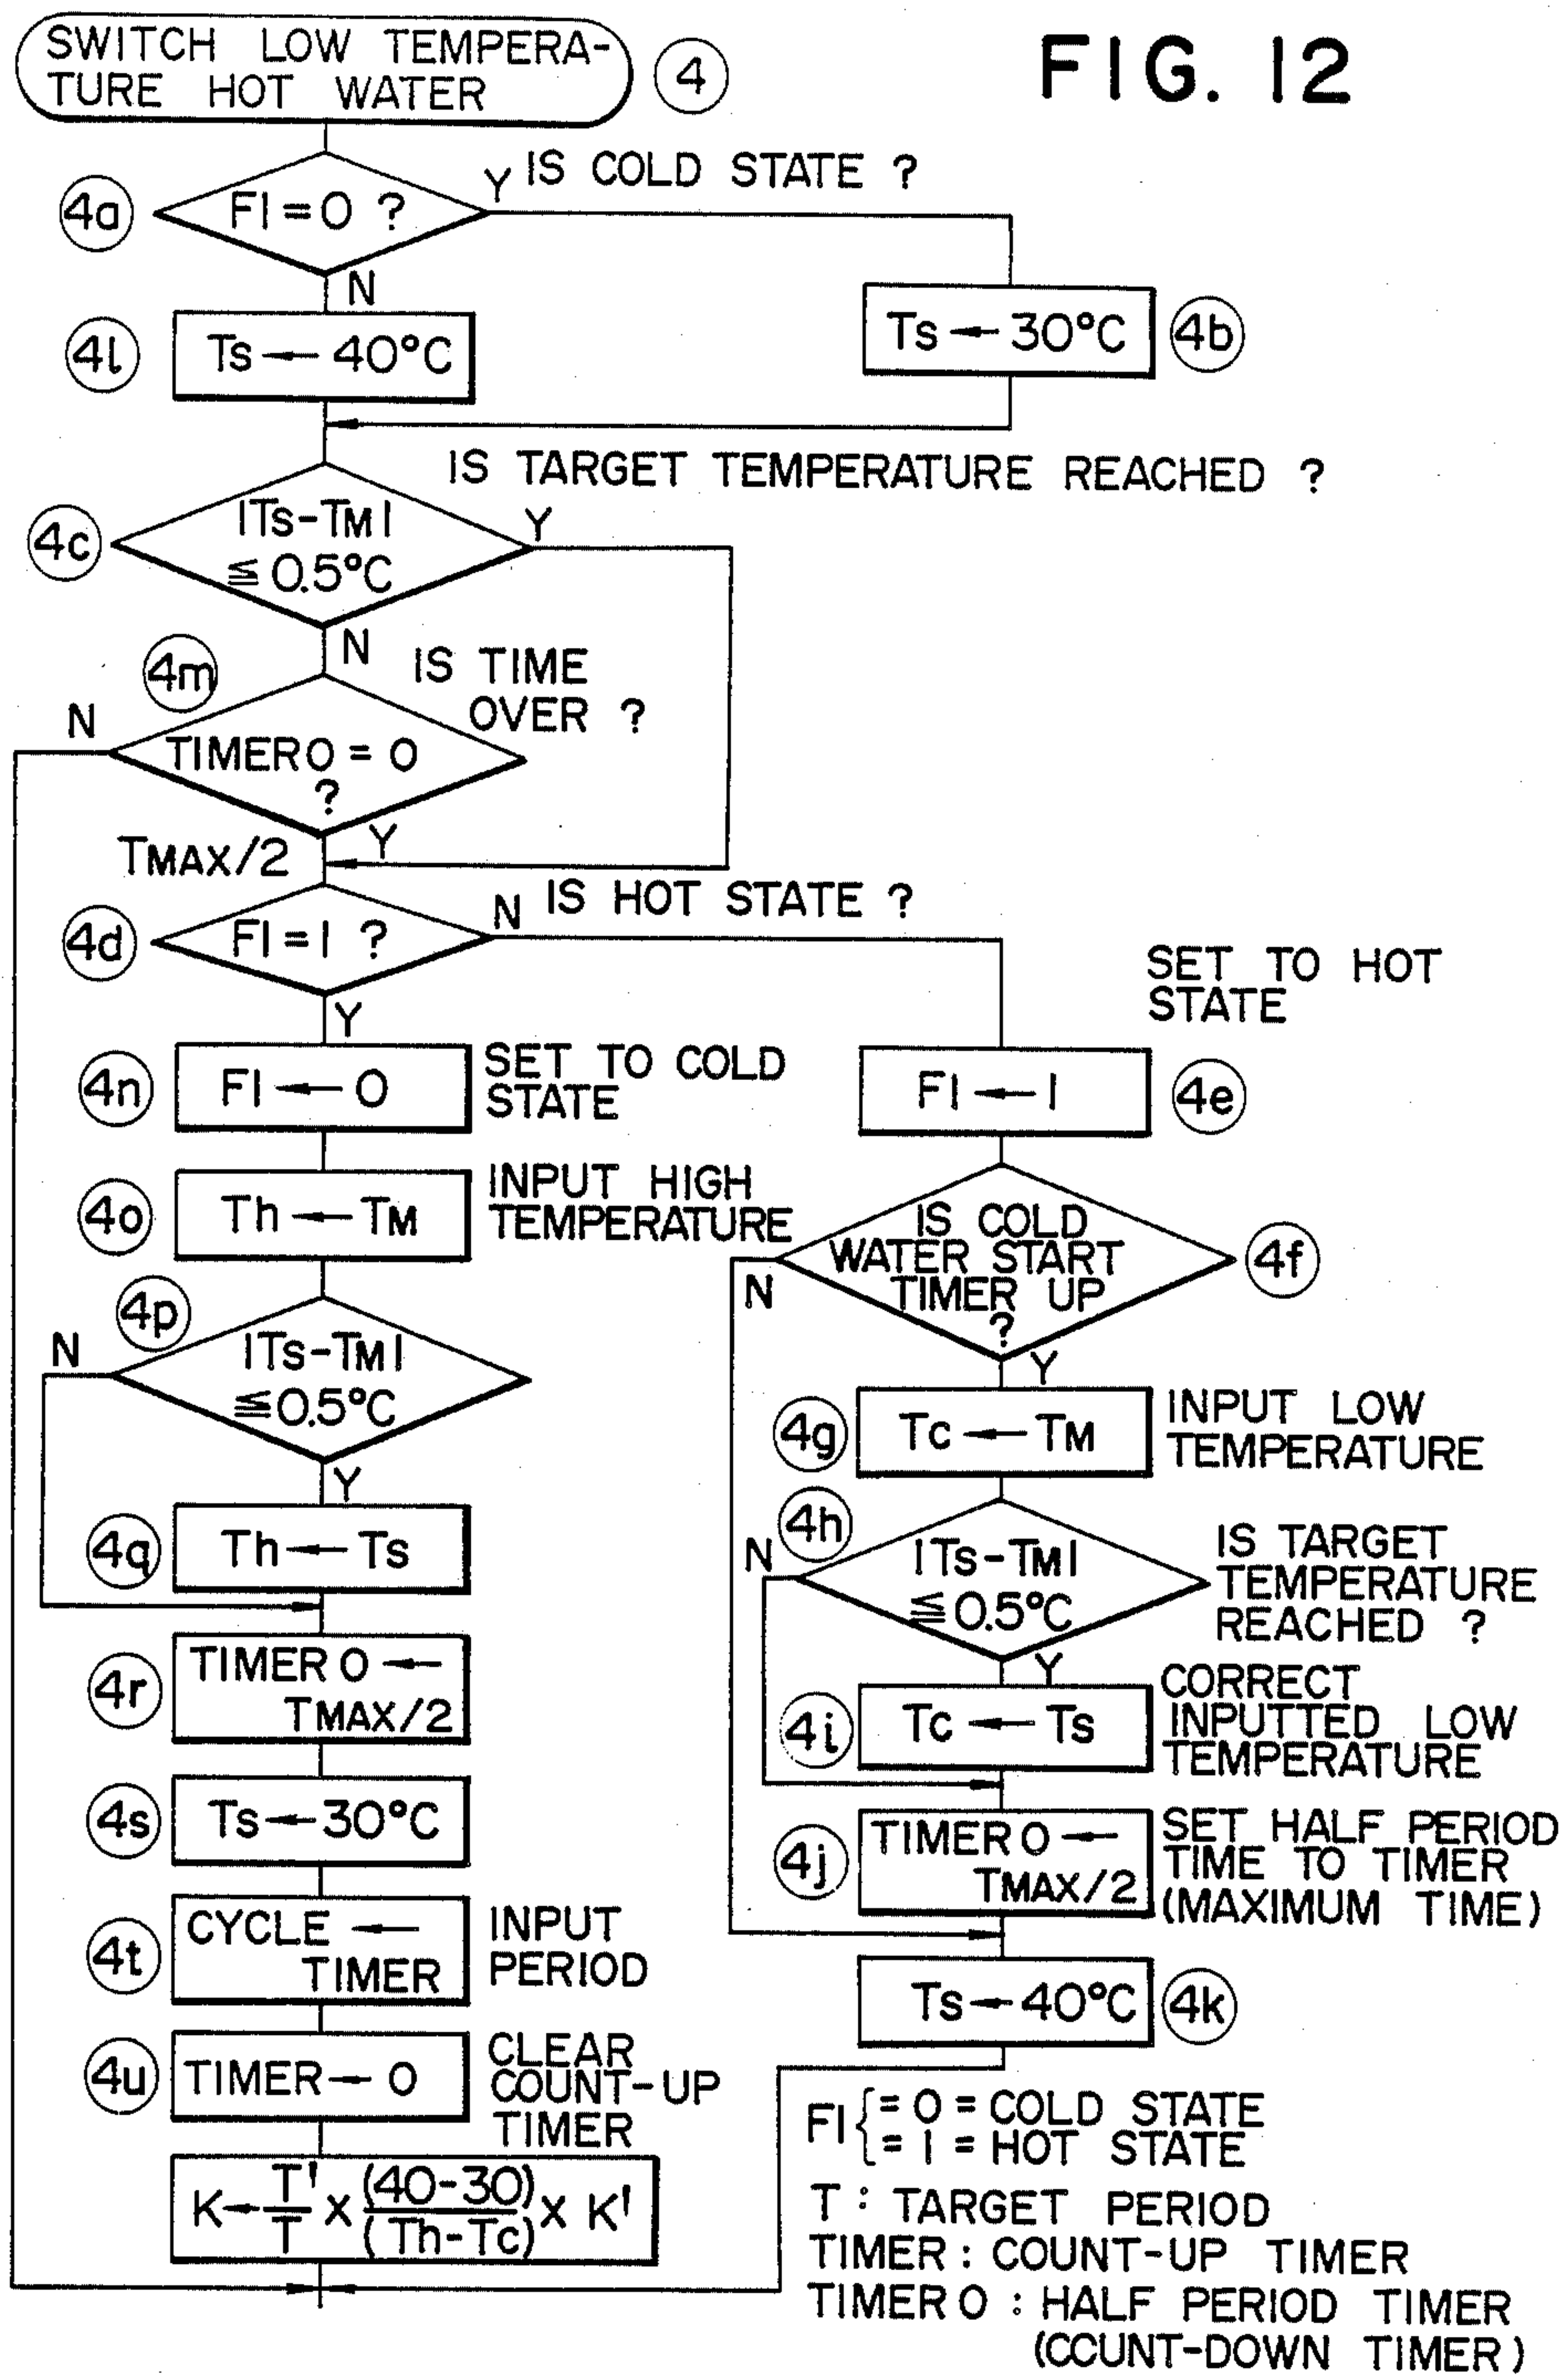 SWITCH LOW TEMPERA-
TURE HOT WATER
4
FIG. 12
4a
F1 = 0 ?
Y
IS COLD STATE ?
N
4l
Ts ← 40°C
Ts ← 30°C
4b
IS TARGET TEMPERATURE REACHED ?
4c
|Ts-TM|
≦ 0.5°C
Y
N
4m
IS TIME
OVER ?
N
TIMER0 = 0
?
TMAX/2
Y
4d
F1 = 1 ?
N
IS HOT STATE ?
Y
SET TO HOT
STATE
4n
F1 ← 0
SET TO COLD
STATE
F1 ← 1
4e
4o
Th ← TM
INPUT HIGH
TEMPERATURE
IS COLD
WATER START
TIMER UP
?
4f
N
Y
4p
N
|Ts-TM|
≦ 0.5°C
Y
4g
Tc ← TM
INPUT LOW
TEMPERATURE
4q
Th ← Ts
4h
N
|Ts-TM|
≦ 0.5°C
IS TARGET
TEMPERATURE
REACHED ?
Y
4r
TIMER 0 ←
TMAX/2
4i
Tc ← Ts
CORRECT
INPUTTED LOW
TEMPERATURE
4s
Ts ← 30°C
4j
TIMER 0 ←
TMAX/2
SET HALF PERIOD
TIME TO TIMER
(MAXIMUM TIME)
4t
CYCLE ←
TIMER
INPUT
PERIOD
Ts ← 40°C
4k
4u
TIMER ← 0
CLEAR
COUNT-UP
TIMER
K ← T'/T × (40-30)/(Th-Tc) × K'
F1 { = 0 = COLD STATE
= 1 = HOT STATE
T : TARGET PERIOD
TIMER : COUNT-UP TIMER
TIMER 0 : HALF PERIOD TIMER
(CCUNT-DOWN TIMER)